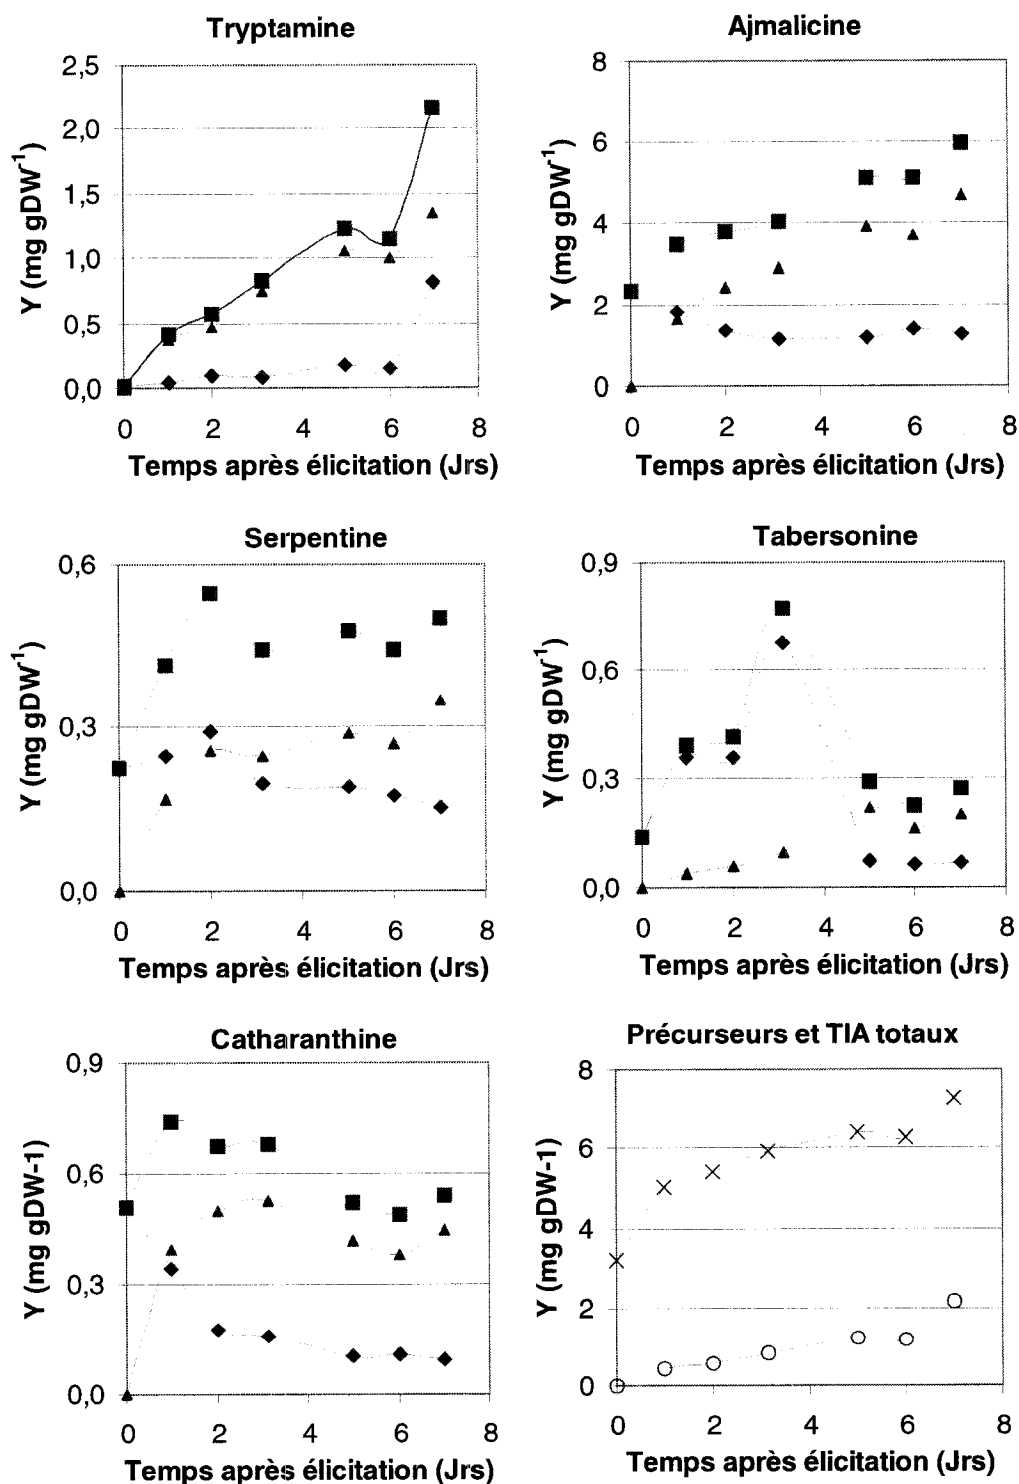 Tryptamine
2,5
2,0
1,5
1,0
0,5
0,0
Y (mg gDW-1)
0 2 4 6 8
Temps après élicitation (Jrs)
Ajmalicine
8
6
4
2
0
Y (mg gDW-1)
0 2 4 6 8
Temps après élicitation (Jrs)
Serpentine
0,6
0,3
0,0
Y (mg gDW-1)
0 2 4 6 8
Temps après élicitation (Jrs)
Tabersonine
0,9
0,6
0,3
0,0
Y (mg gDW-1)
0 2 4 6 8
Temps après élicitation (Jrs)
Catharanthine
0,9
0,6
0,3
0,0
Y (mg gDW-1)
0 2 4 6 8
Temps après élicitation (Jrs)
Précurseurs et TIA totaux
8
6
4
2
0
Y (mg gDW-1)
0 2 4 6 8
Temps après élicitation (Jrs)